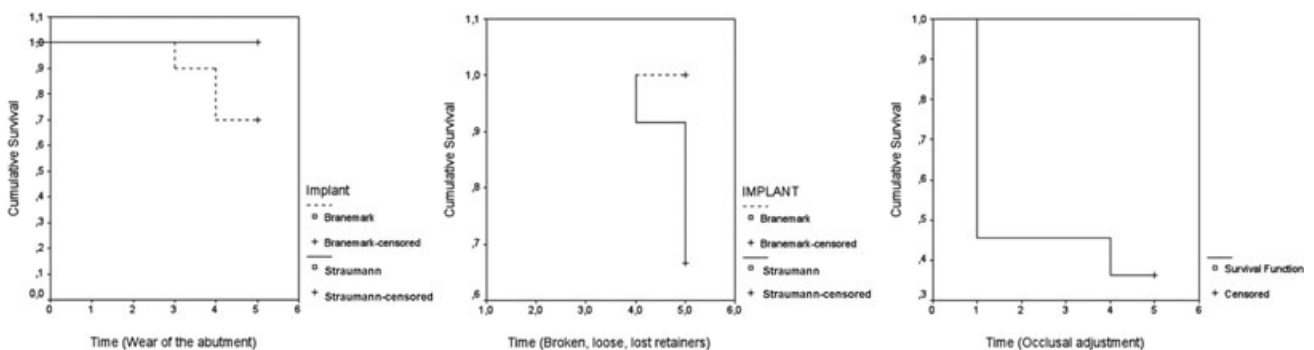 1,1
1,0
,9
,8
,7
,6
,5
,4
,3
,2
,1
0,0
Cumulative Survival
0 1 2 3 4 5 6
Time (Wear of the abutment)
Implant
Branemark
Branemark-censored
Straumann
Straumann-censored
1,1
1,0
,9
,8
,7
,6
Cumulative Survival
1,0 2,0 3,0 4,0 5,0 6,0
Time (Broken, loose, lost retainers)
IMPLANT
Branemark
Branemark-censored
Straumann
Straumann-censored
1,0
,9
,8
,7
,6
,5
,4
,3
Cumulative Survival
0 1 2 3 4 5 6
Time (Occlusal adjustment)
Survival Function
Censored